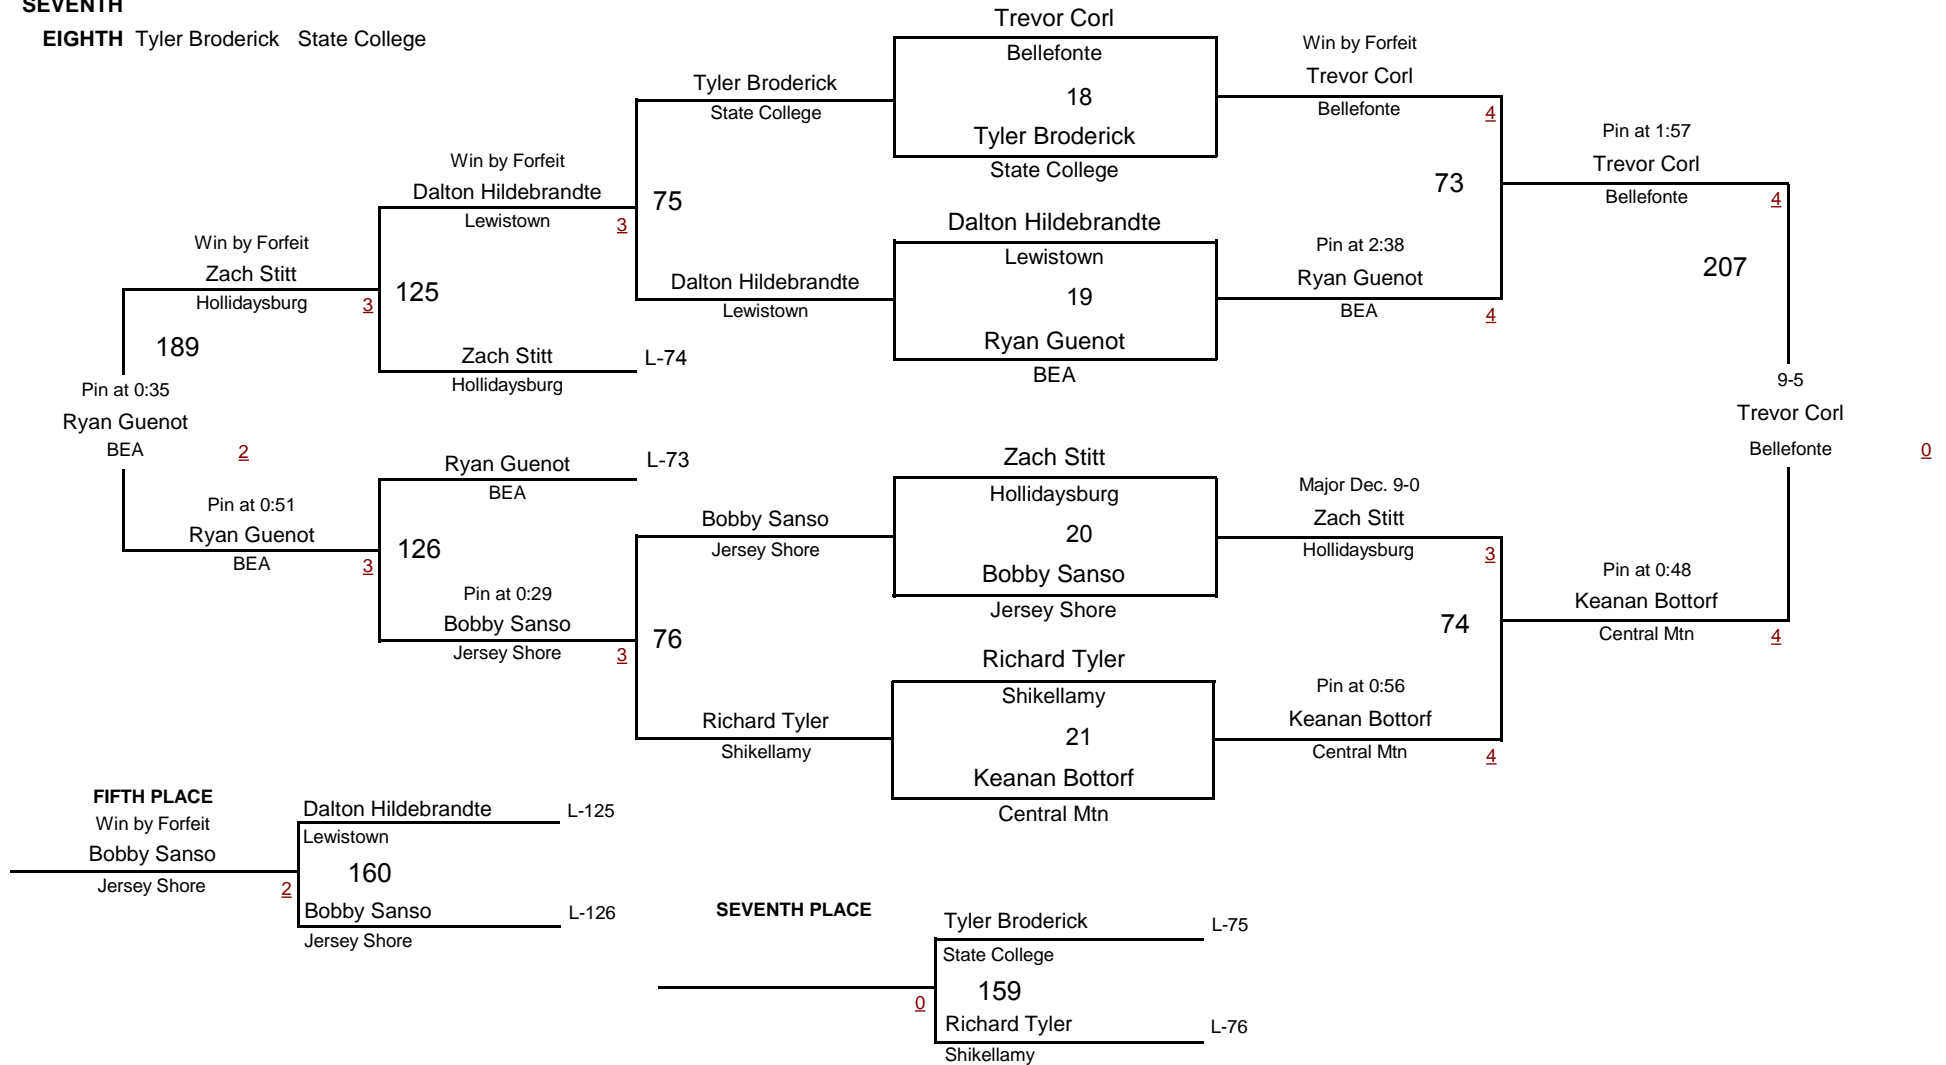 SEVENTH
EIGHTH Tyler Broderick State College
Trevor Corl
Bellefonte
18
Tyler Broderick
State College
Win by Forfeit
Trevor Corl
Bellefonte
4
Tyler Broderick
State College
Win by Forfeit
Dalton Hildebrandte
Lewistown
3
75
73
Pin at 1:57
Trevor Corl
Bellefonte
4
Win by Forfeit
Zach Stitt
Hollidaysburg
3
125
Dalton Hildebrandte
Lewistown
Dalton Hildebrandte
Lewistown
19
Ryan Guenot
BEA
Pin at 2:38
Ryan Guenot
BEA
4
207
189
Zach Stitt
Hollidaysburg
L-74
Pin at 0:35
Ryan Guenot
BEA
2
9-5
Trevor Corl
Bellefonte
0
Ryan Guenot
BEA
L-73
Pin at 0:51
Ryan Guenot
BEA
3
126
Bobby Sanso
Jersey Shore
Zach Stitt
Hollidaysburg
20
Bobby Sanso
Jersey Shore
Major Dec. 9-0
Zach Stitt
Hollidaysburg
3
Pin at 0:29
Bobby Sanso
Jersey Shore
3
76
74
Pin at 0:48
Keanan Bottorf
Central Mtn
4
Richard Tyler
Shikellamy
Richard Tyler
Shikellamy
21
Keanan Bottorf
Central Mtn
Pin at 0:56
Keanan Bottorf
Central Mtn
4
FIFTH PLACE
Win by Forfeit
Bobby Sanso
Jersey Shore
2
Dalton Hildebrandte
L-125
Lewistown
160
Bobby Sanso
L-126
Jersey Shore
SEVENTH PLACE
0
Tyler Broderick
L-75
State College
159
Richard Tyler
L-76
Shikellamy